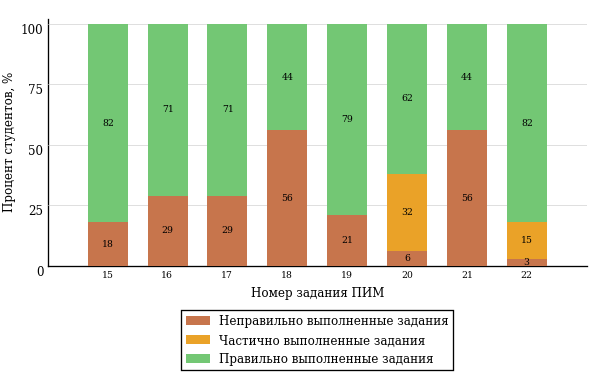 Процент студентов, %
100
75
50
25
0
82 71 71 44 79 62 44 82
32 15
18 29 29 56 21 6 56 3
15 16 17 18 19 20 21 22
Номер задания ПИМ
Неправильно выполненные задания
Частично выполненные задания
Правильно выполненные задания